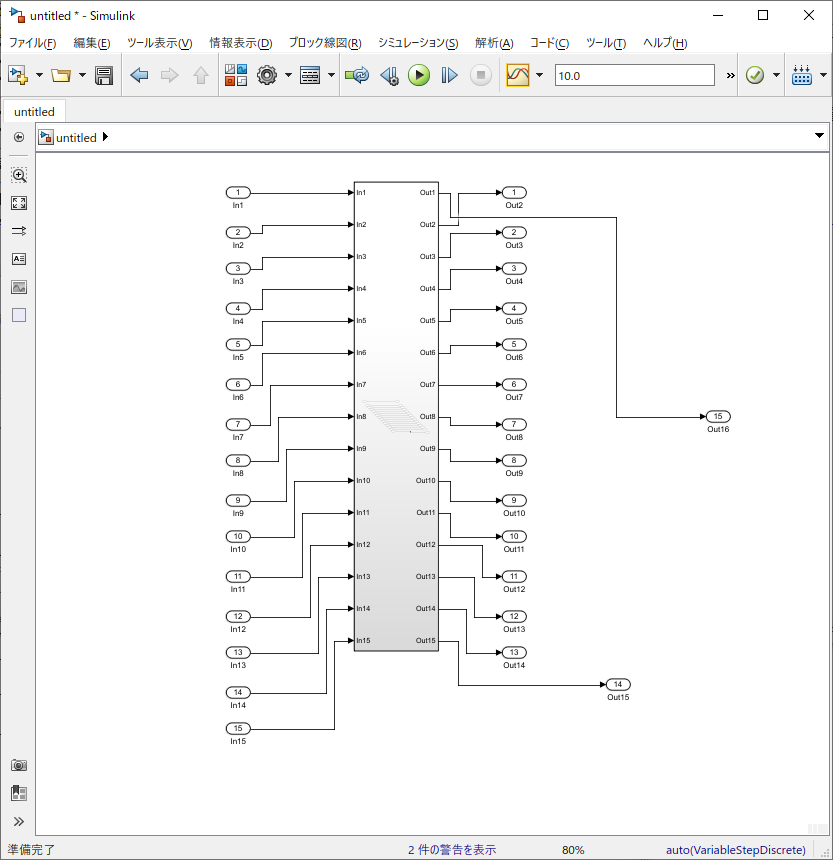 untitled * - Simulink
ファイル(F) 編集(E) ツール表示(V) 情報表示(D) ブロック線図(R) シミュレーション(S) 解析(A) コード(C) ツール(T) ヘルプ(H)
10.0 »
untitled
untitled
1 In1 Out1 1
In1 Out2
In2 Out2
2 2
In2 Out3
In3 Out3
3 3
In3 Out4
In4 Out4
4 4
In4 Out5
In5 Out5
5 5
In5 Out6
In6 Out6
6 In7 Out7 6
In6 Out7
In8 Out8 15
7 7
In7 Out8 Out16
In9 Out9
8 8
In8 Out9
In10 Out10
9 9
In9 Out10
In11 Out11
10 10
In10 Out11
In12 Out12
11 In13 Out13 11
In11 Out12
In14 Out14
12 12
In12 Out13
In15 Out15
13 13
In13 Out14
14 14
In14 Out15
15
In15
準備完了 2 件の警告を表示 80% auto(VariableStepDiscrete)